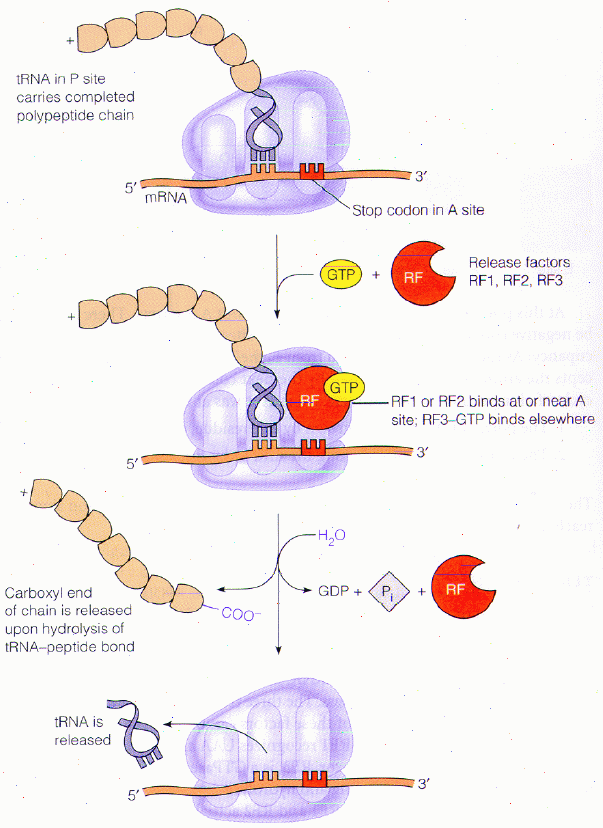 +
tRNA in P site
carries completed
polypeptide chain
5′
mRNA
3′
Stop codon in A site
GTP
+
RF
Release factors
RF1, RF2, RF3
+
GTP
RF
RF1 or RF2 binds at or near A
site; RF3–GTP binds elsewhere
5′
3′
+
H₂O
Carboxyl end
of chain is released
upon hydrolysis of
tRNA–peptide bond
COO⁻
GDP + Pᵢ + RF
tRNA is
released
5′
3′